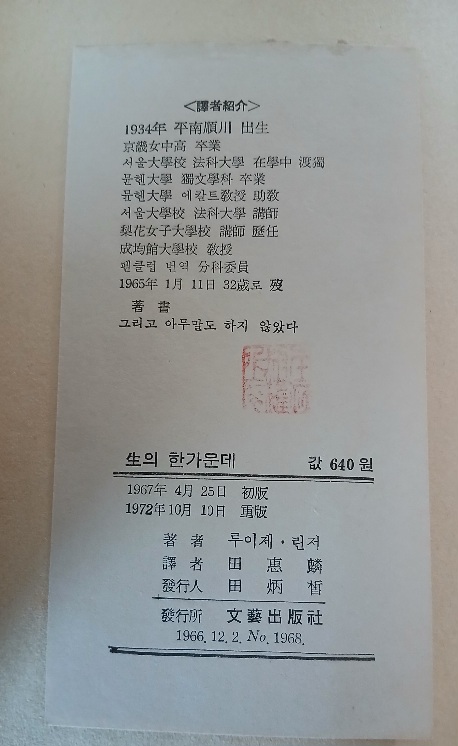 <譯者紹介>
1934年 平南順川 出生
京畿女中高 卒業
서울大學校 法科大學 在學中 渡獨
뮌헨大學 獨文學科 卒業
뮌헨大學 에칼트敎授 助敎
서울大學校 法科大學 講師
梨花女子大學校 講師 歷任
成均館大學校 敎授
펜클럽 번역 分科委員
1965年 1月 11日 32歲로 歿
著書
그리고 아무말도 하지 않았다
生의 한가운데 값 640원
1967年 4月 25日 初版
1972年10月 10日 重版
著者 루이제·린저
譯者 田惠麟
發行人 田炳晳
發行所 文藝出版社
1966. 12. 2. No. 1968.